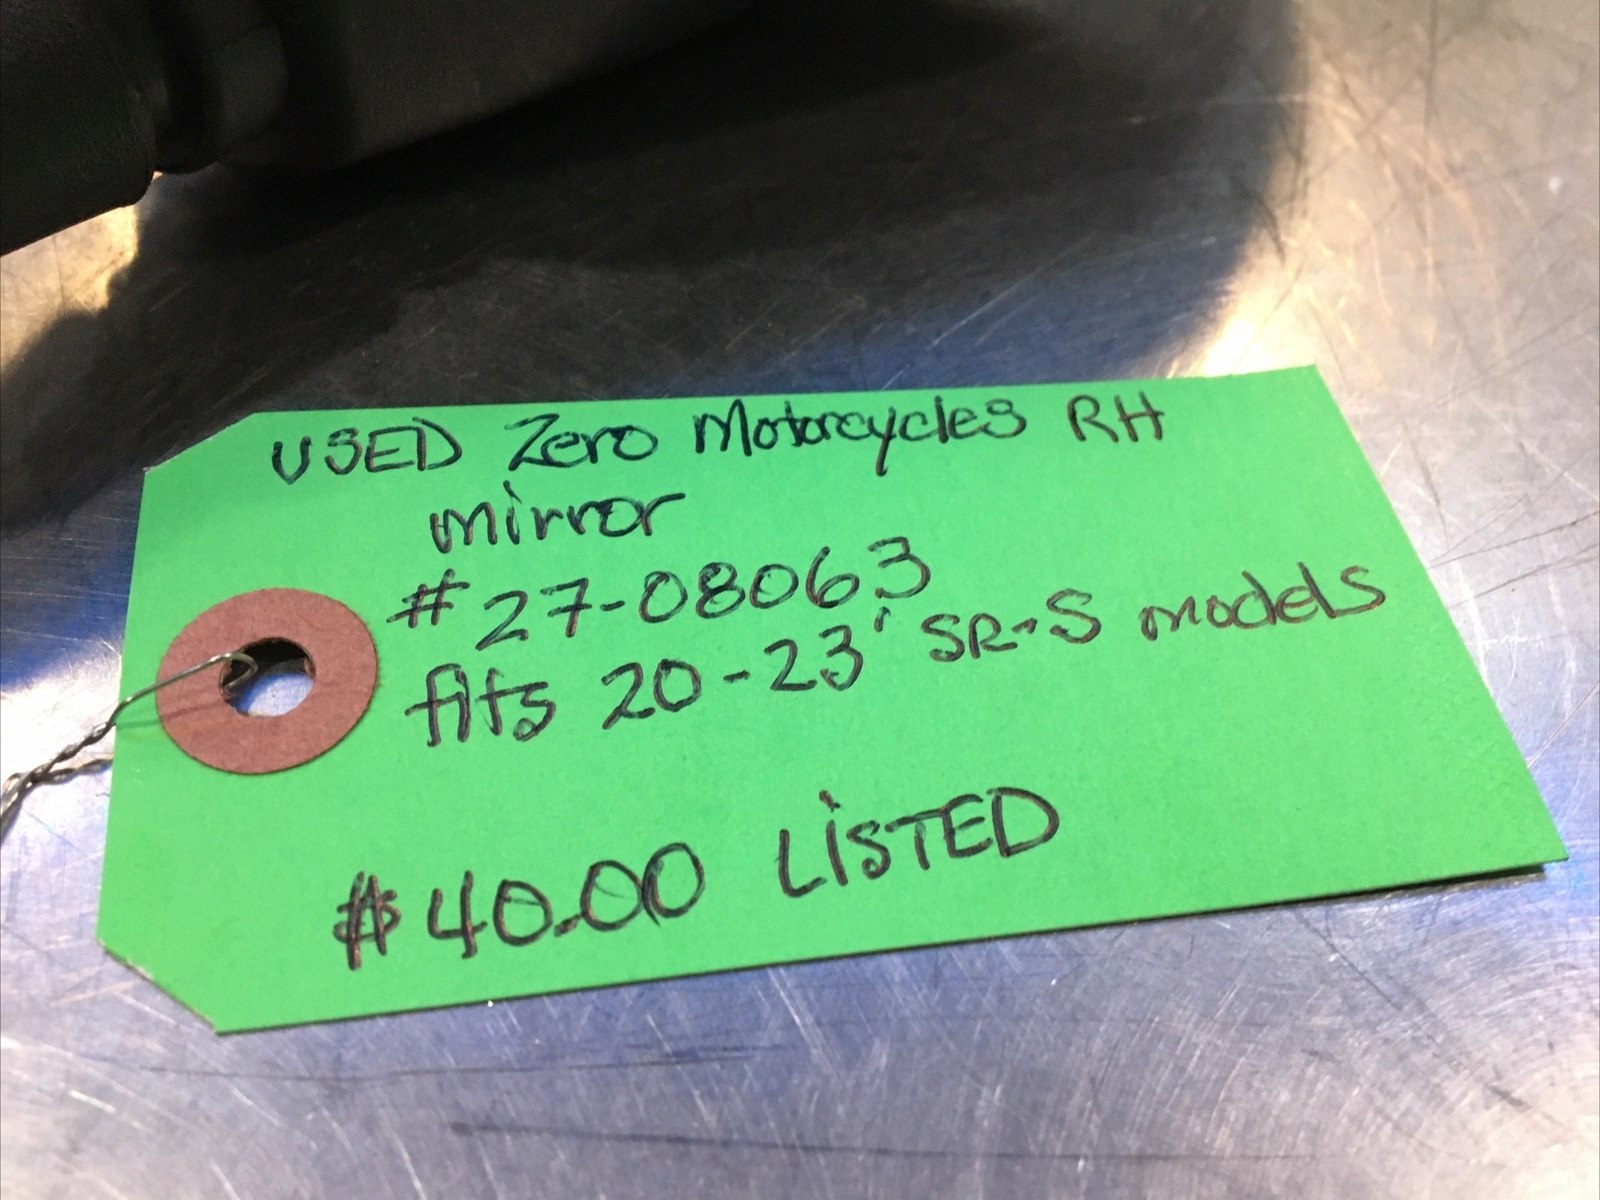 USED Zero Motorcycles RH
mirror
#27-08063
fits 20-23' SR-S models
$40.00 LISTED